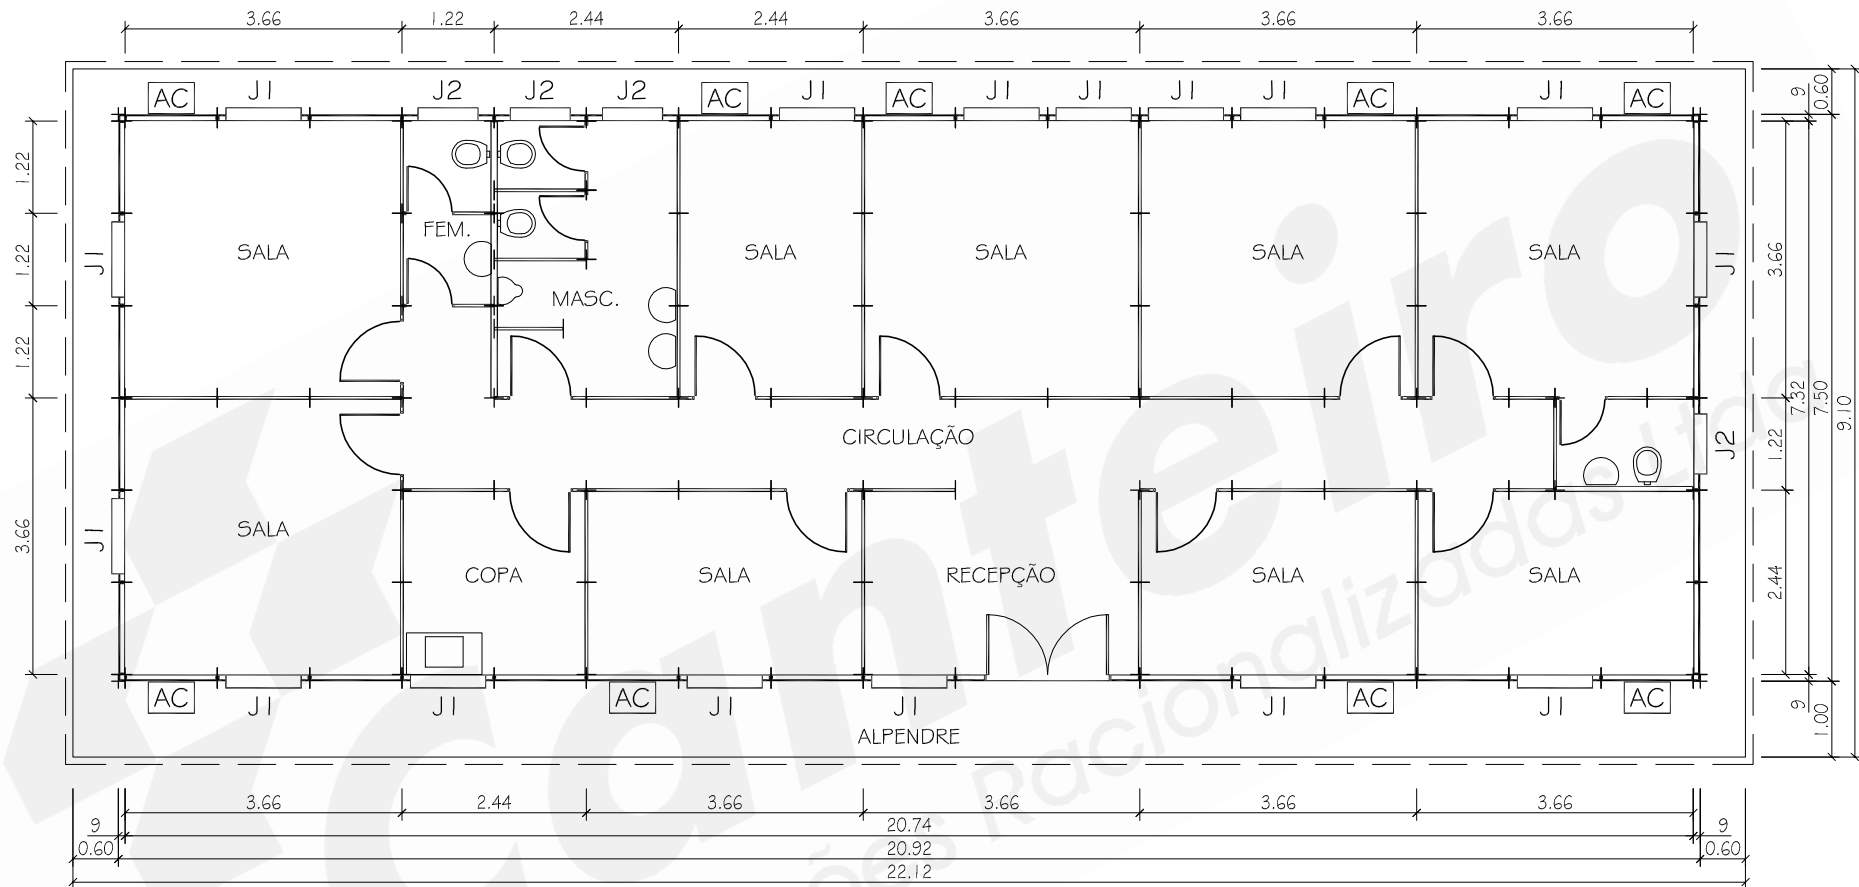 3.66 1.22 2.44 2.44 3.66 3.66 3.66
AC J1 J2 J2 J2 AC J1 AC J1 J1 J1 J1 AC J1 AC
9
0.60
1.22
1.22
1.22
3.66
J1
J1
SALA
FEM.
MASC.
SALA
SALA
SALA
SALA
J1
3.66
7.32
7.50
9.10
CIRCULAÇÃO
J2
1.22
SALA
COPA
SALA
RECEPÇÃO
SALA
SALA
2.44
AC J1 J1 AC J1 J1 J1 AC J1 AC
9
1.00
ALPENDRE
3.66 2.44 3.66 3.66 3.66 3.66
9 20.74 9
0.60 20.92 0.60
22.12
canteiro
ões Racionalizadas Ltda